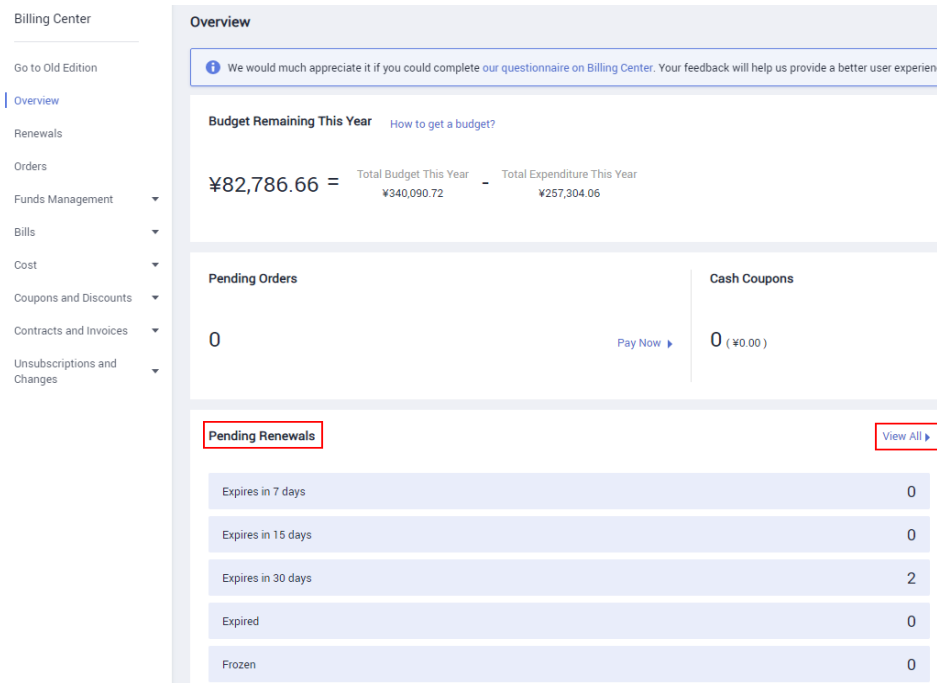 Billing Center
Go to Old Edition
Overview
Renewals
Orders
Funds Management
Bills
Cost
Coupons and Discounts
Contracts and Invoices
Unsubscriptions and
Changes
Overview
We would much appreciate it if you could complete our questionnaire on Billing Center. Your feedback will help us provide a better user experien
Budget Remaining This Year How to get a budget?
¥82,786.66 = Total Budget This Year - Total Expenditure This Year
¥340,090.72 ¥257,304.06
Pending Orders
0 Pay Now
Cash Coupons
0 ( ¥0.00 )
Pending Renewals View All
Expires in 7 days 0
Expires in 15 days 0
Expires in 30 days 2
Expired 0
Frozen 0